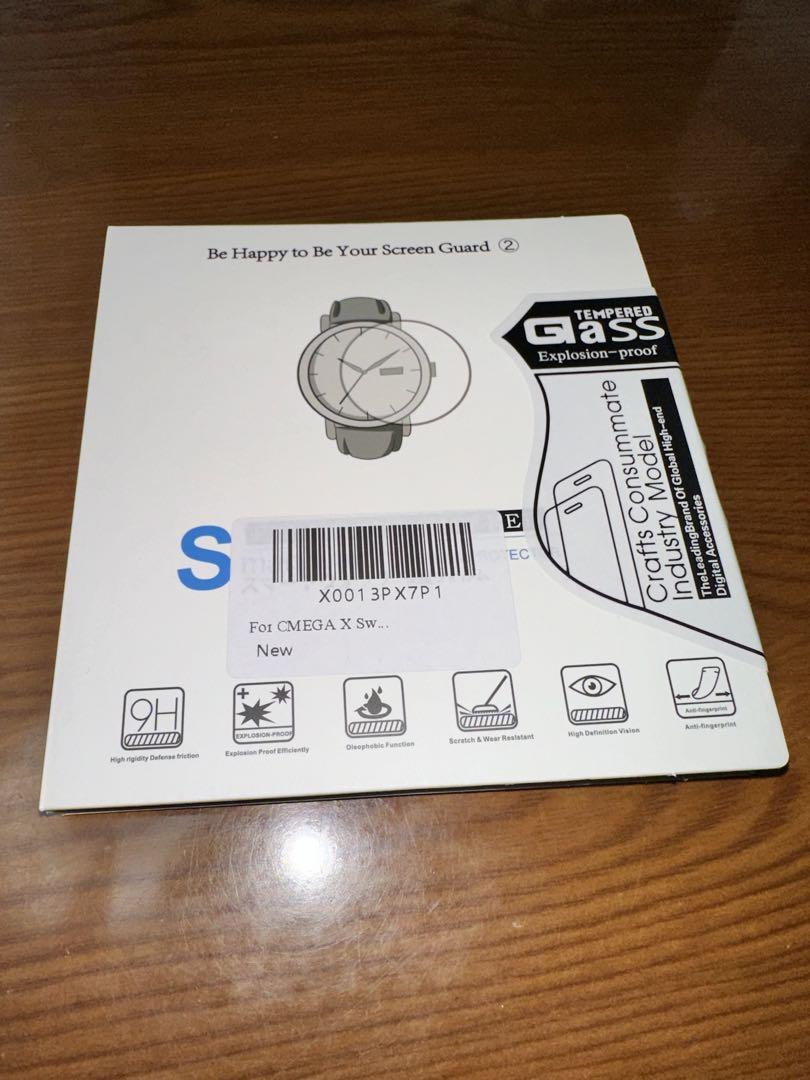 Be Happy to Be Your Screen Guard ②
TEMPERED
GlaSS
Explosion-proof
Crafts Consummate
Industry Model
TheLeadingBrand Of Global High-end
Digital Accessories
S
E
TEC
X0013PX7P1
For CMEGA X Sw...
New
9H
High rigidity Defense friction
EXPLOSION-PROOF
Explosion Proof Efficiently
Oleophobic Function
Scratch & Wear Resistant
High Definition Vision
Anti-fingerprint
Anti-fingerprint